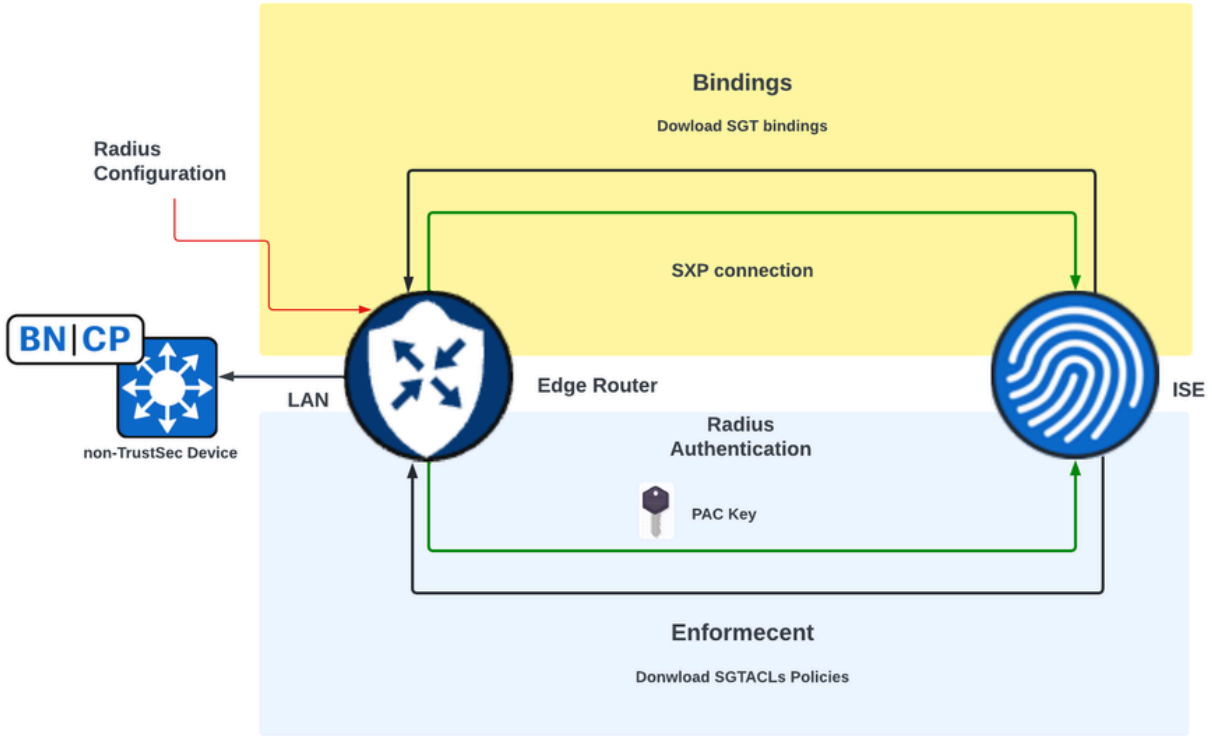 Bindings
Dowload SGT bindings
Radius
Configuration
SXP connection
BN|CP
Edge Router
ISE
LAN
non-TrustSec Device
Radius
Authentication
PAC Key
Enformecent
Donwload SGTACLs Policies